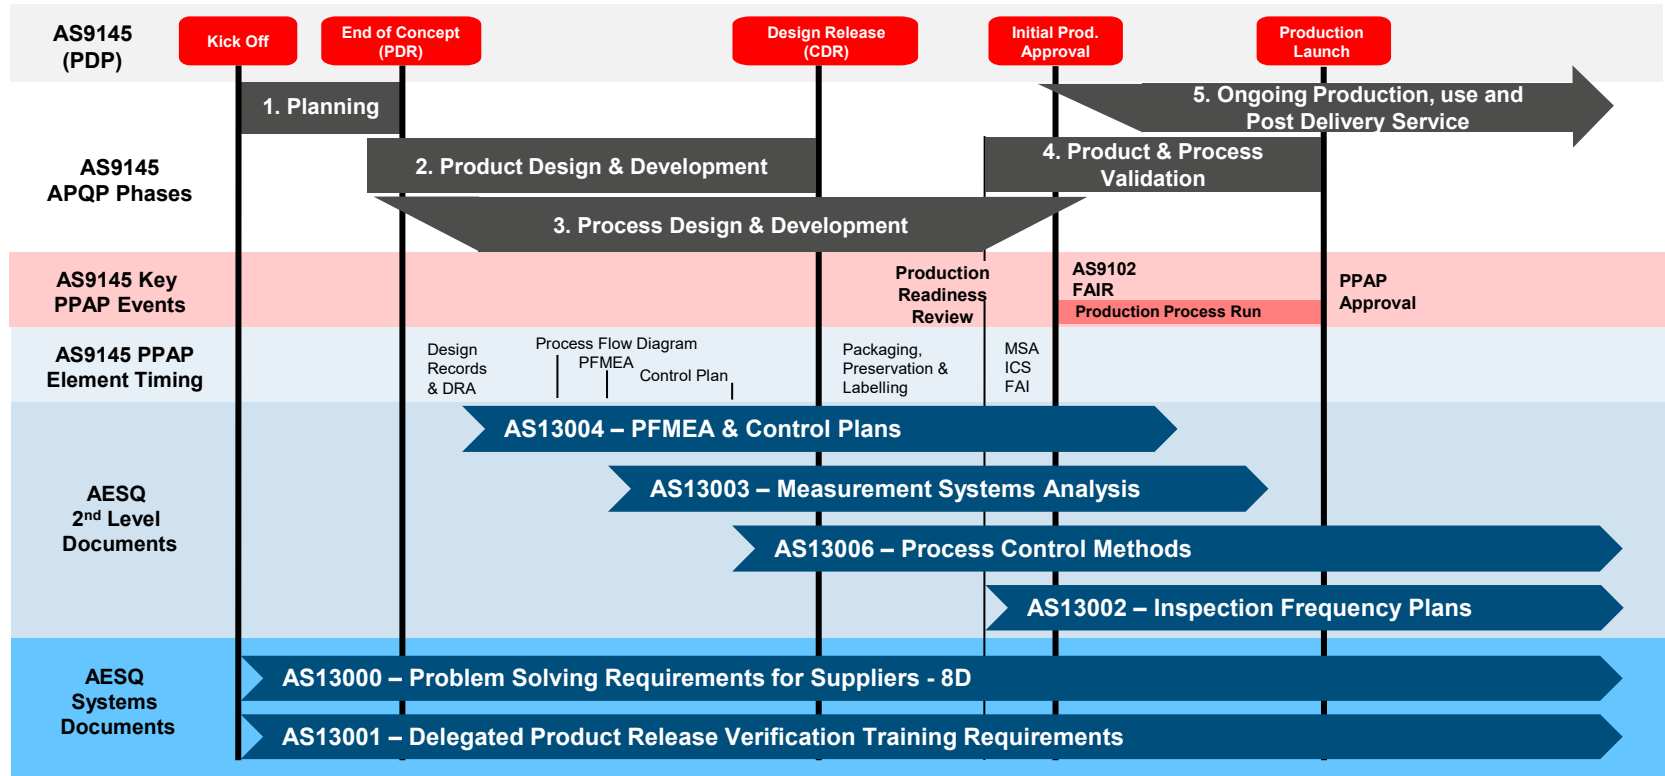 AS9145
(PDP)
Kick Off
End of Concept
(PDR)
Design Release
(CDR)
Initial Prod.
Approval
Production
Launch
AS9145
APQP Phases
1. Planning
5. Ongoing Production, use and
Post Delivery Service
2. Product Design & Development
4. Product & Process
Validation
3. Process Design & Development
AS9145 Key
PPAP Events
Production
Readiness
Review
AS9102
FAIR
Production Process Run
PPAP
Approval
AS9145 PPAP
Element Timing
Design
Records
& DRA
Process Flow Diagram
PFMEA
Control Plan
Packaging,
Preservation &
Labelling
MSA
ICS
FAI
AESQ
2nd Level
Documents
AS13004 – PFMEA & Control Plans
AS13003 – Measurement Systems Analysis
AS13006 – Process Control Methods
AS13002 – Inspection Frequency Plans
AESQ
Systems
Documents
AS13000 – Problem Solving Requirements for Suppliers - 8D
AS13001 – Delegated Product Release Verification Training Requirements